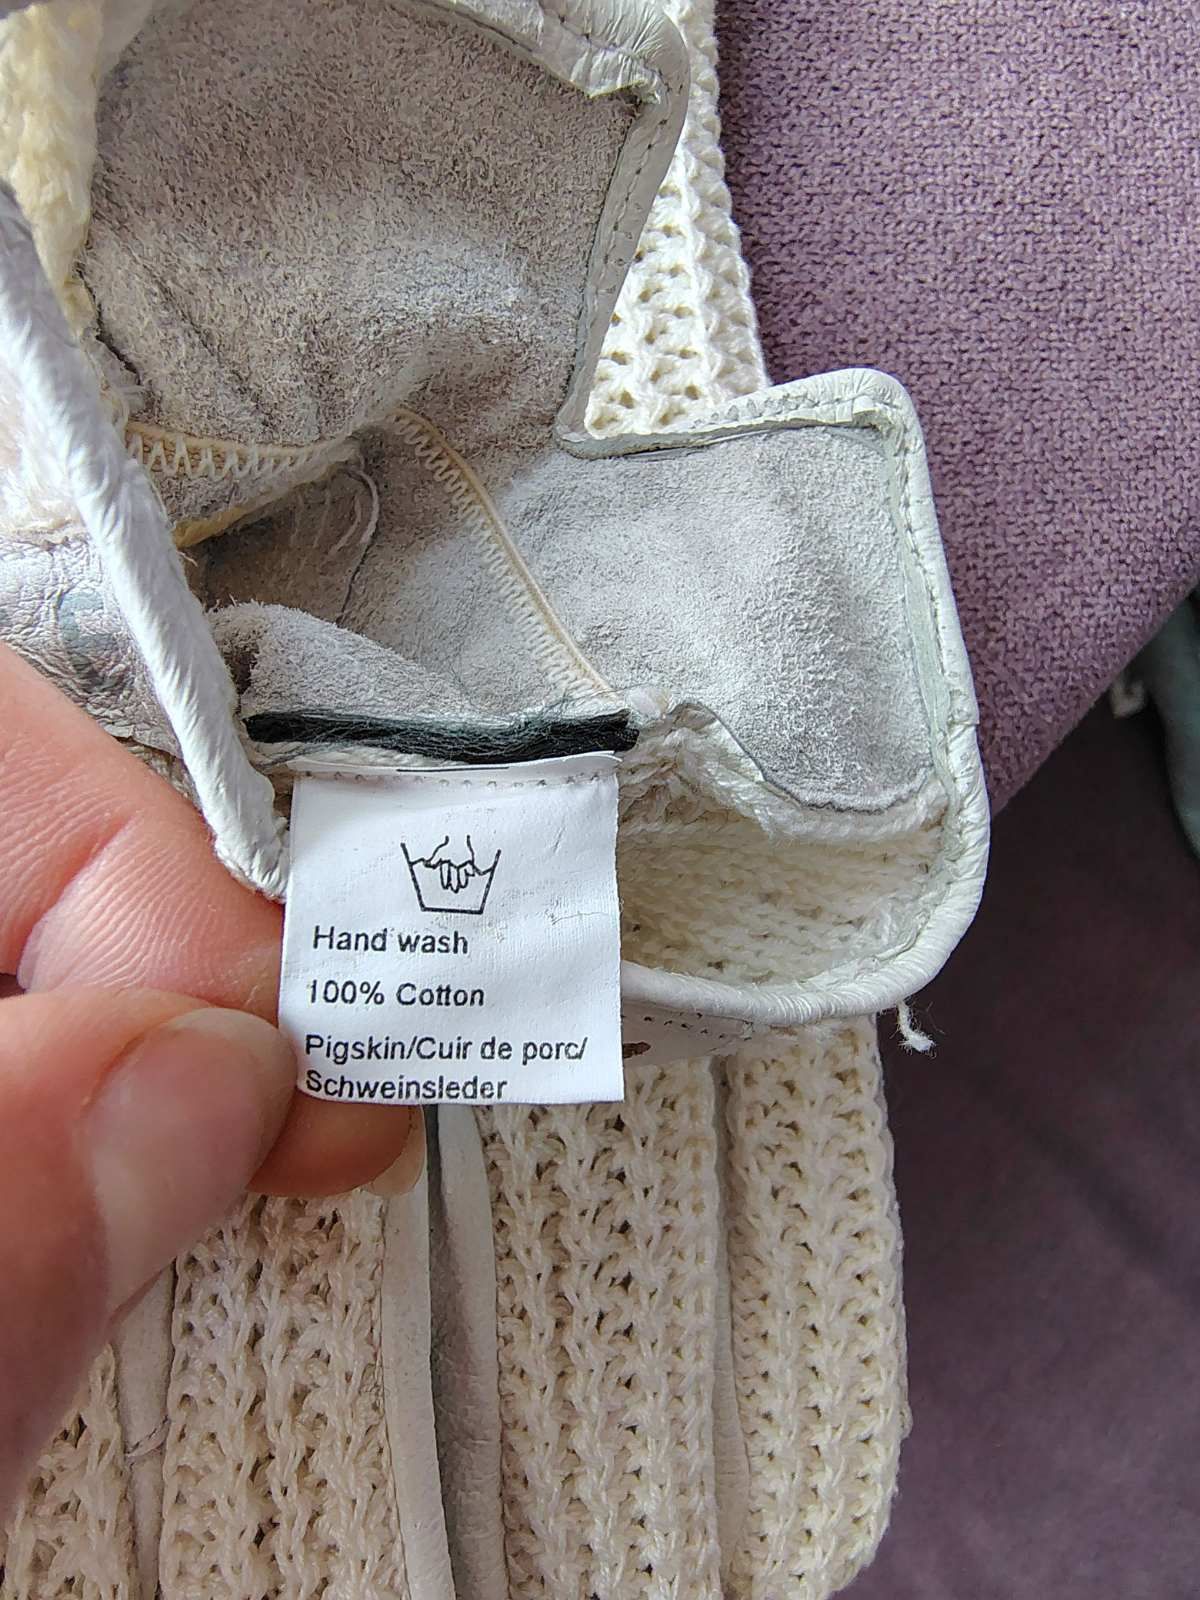 Hand wash
100% Cotton
Pigskin/Cuir de porc/
Schweinsleder